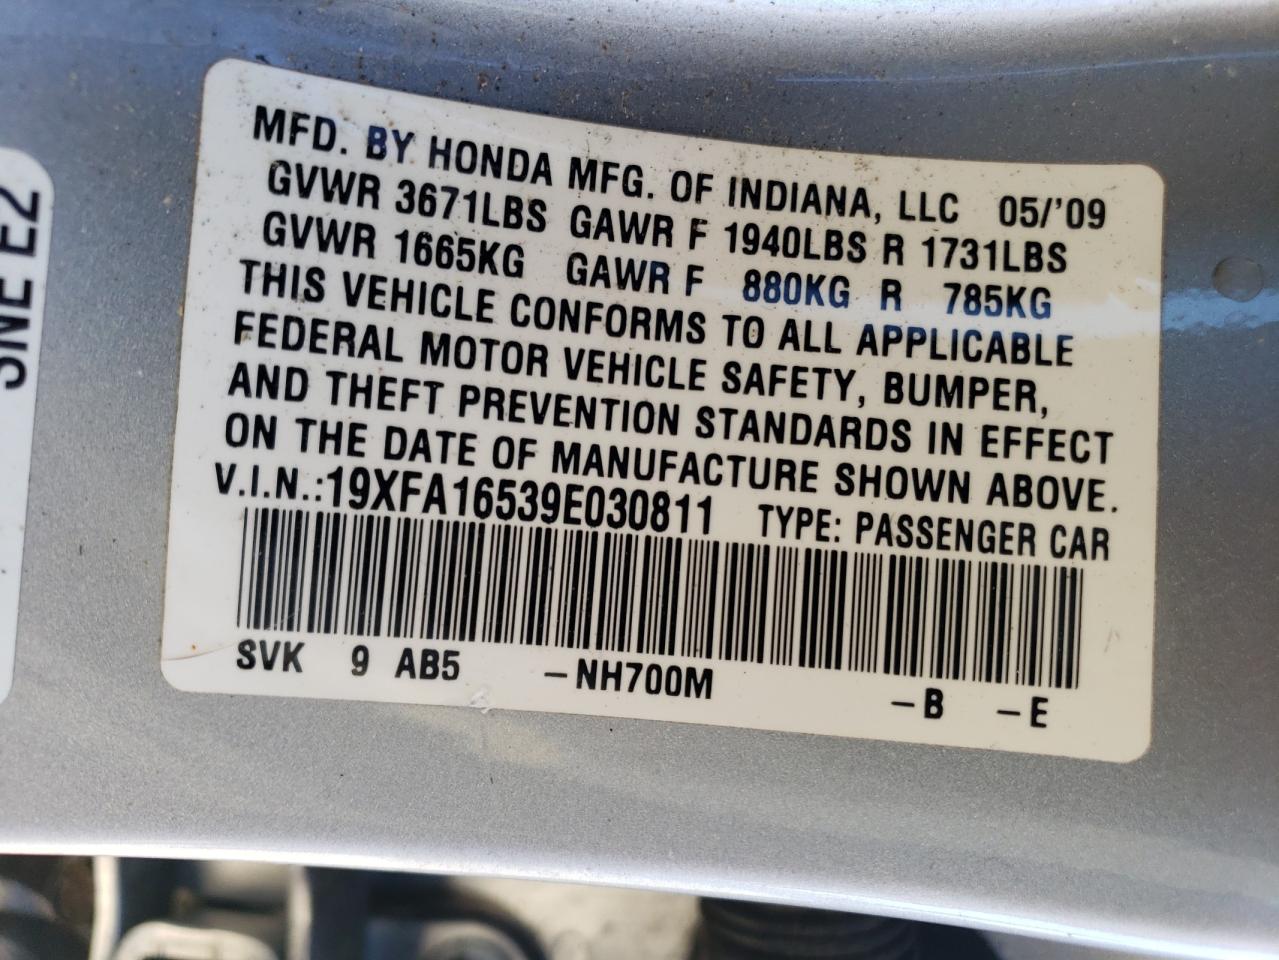 MFD. BY HONDA MFG. OF INDIANA, LLC 05/'09
GVWR 3671LBS GAWR F 1940LBS R 1731LBS
GVWR 1665KG GAWR F 880KG R 785KG
THIS VEHICLE CONFORMS TO ALL APPLICABLE
FEDERAL MOTOR VEHICLE SAFETY, BUMPER,
AND THEFT PREVENTION STANDARDS IN EFFECT
ON THE DATE OF MANUFACTURE SHOWN ABOVE.
V.I.N.:19XFA16539E030811 TYPE: PASSENGER CAR
SVK 9 AB5 -NH700M -B -E
SNE E2